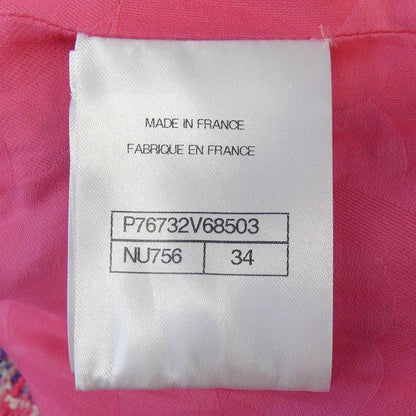 MADE IN FRANCE
FABRIQUE EN FRANCE
P76732V68503
NU756 34